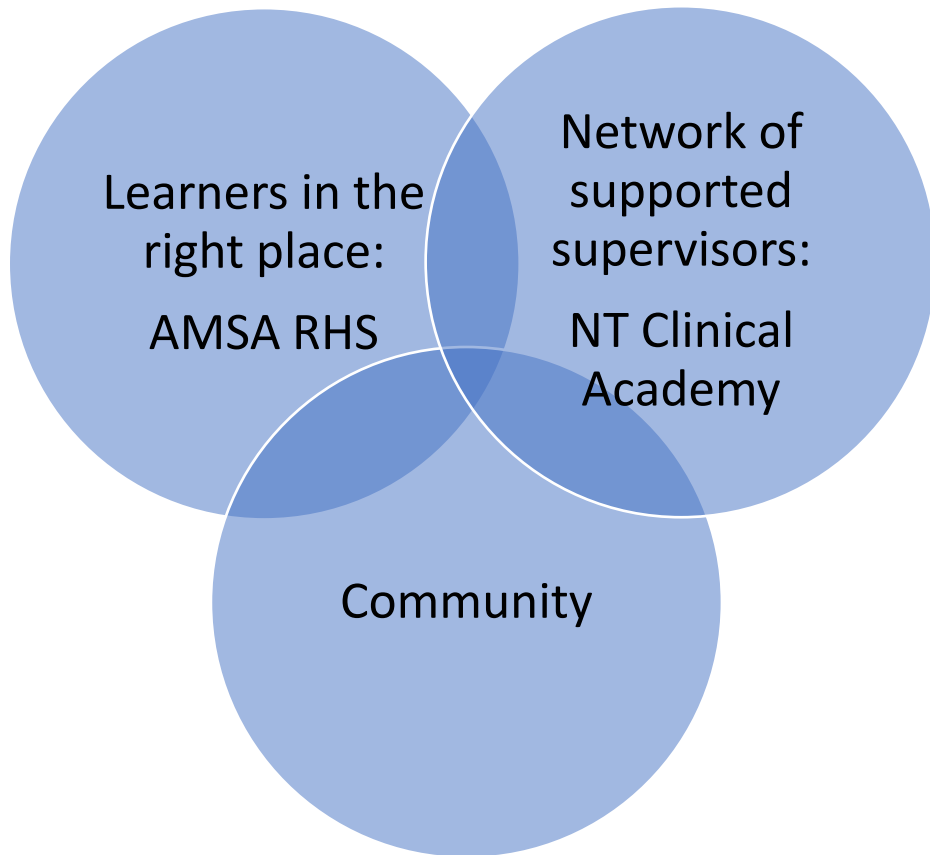 Learners in the
right place:
AMSA RHS
Network of
supported
supervisors:
NT Clinical
Academy
Community